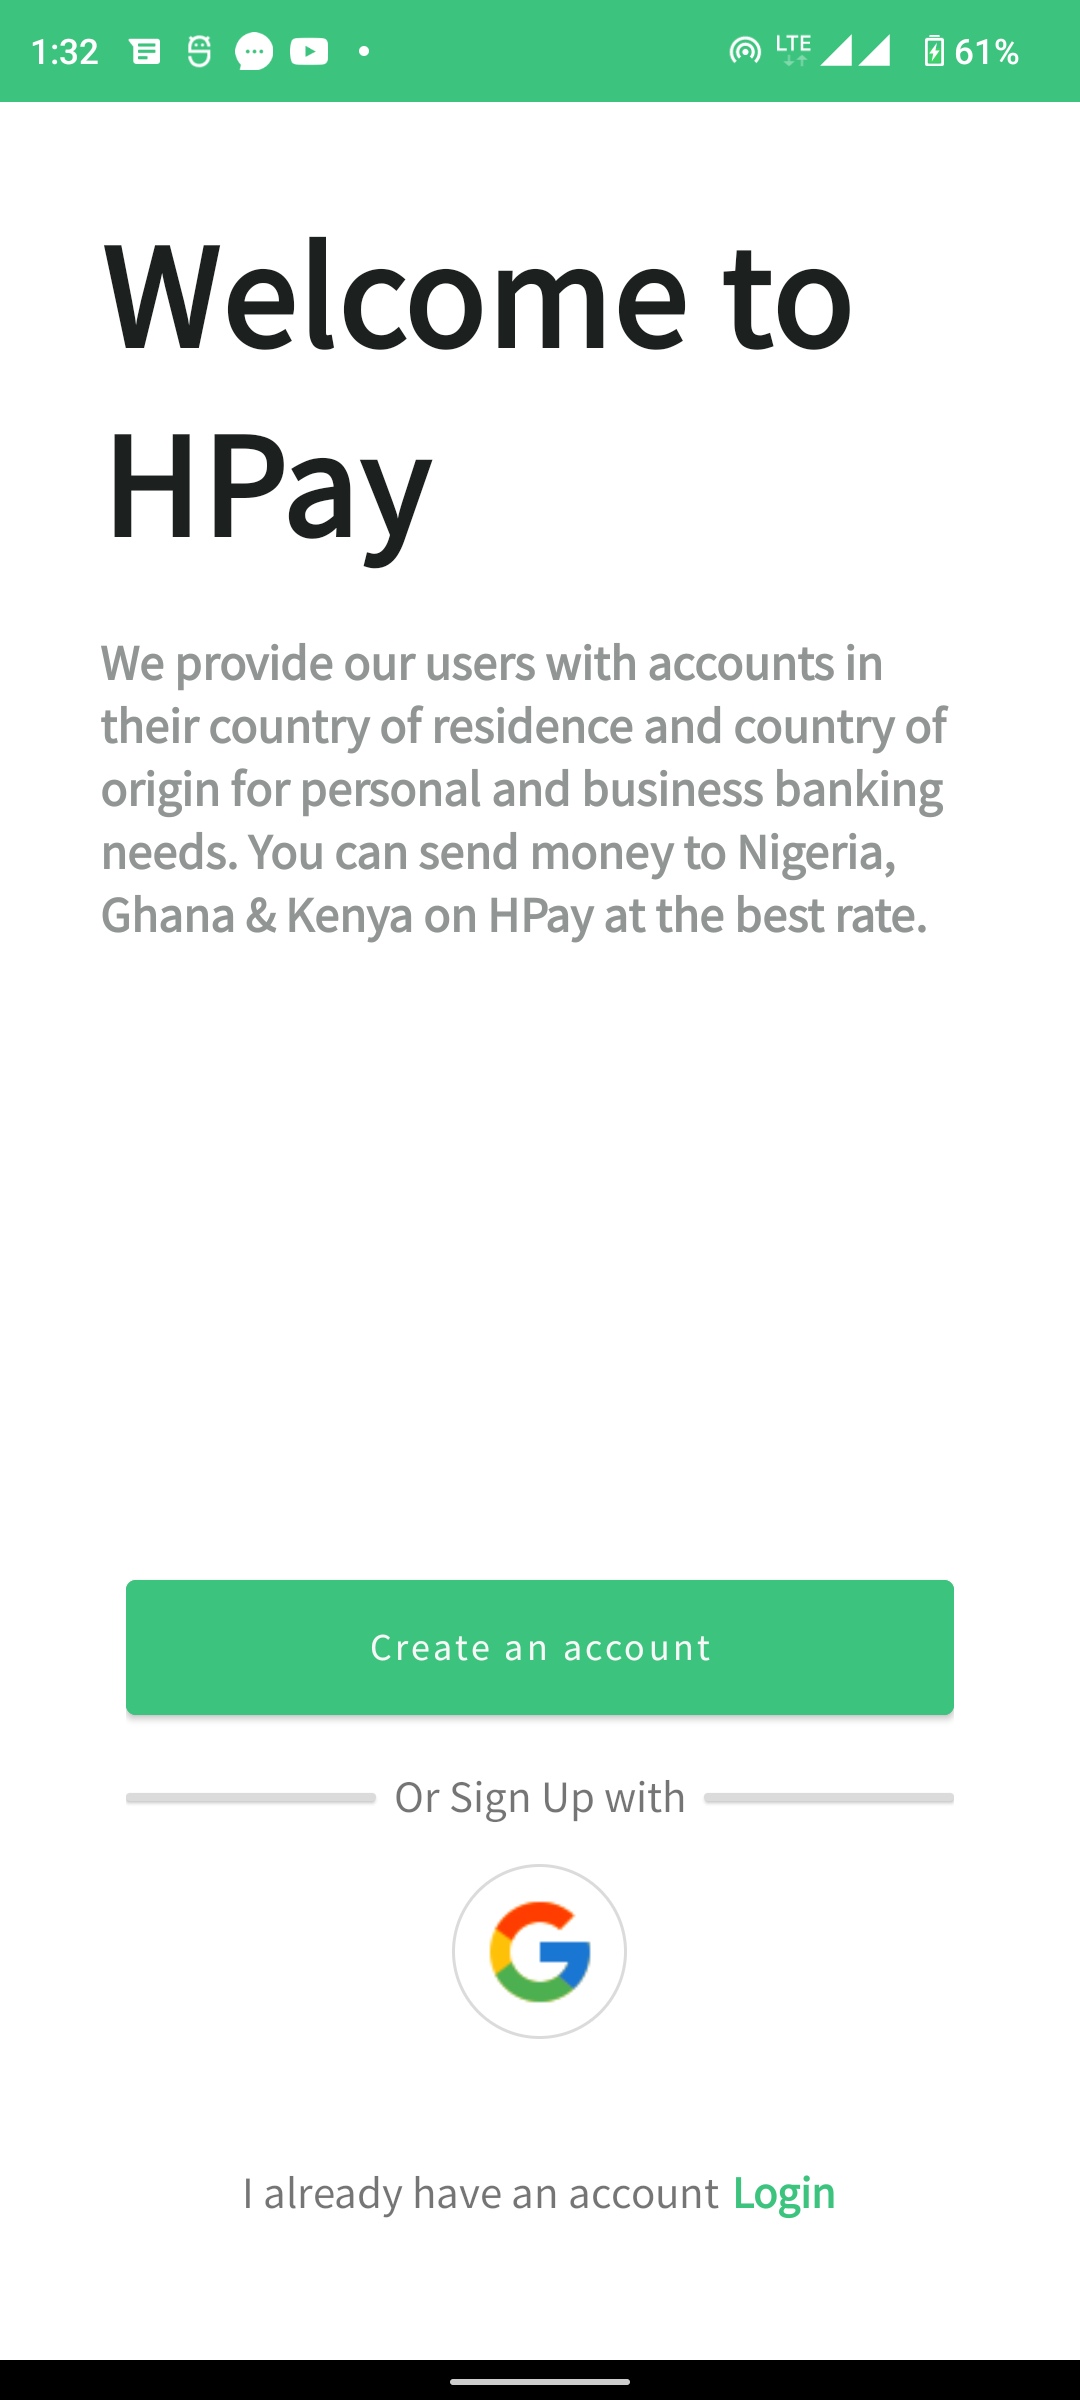 1:32 LTE 61%
Welcome to
HPay
We provide our users with accounts in
their country of residence and country of
origin for personal and business banking
needs. You can send money to Nigeria,
Ghana & Kenya on HPay at the best rate.
Create an account
Or Sign Up with
I already have an account Login